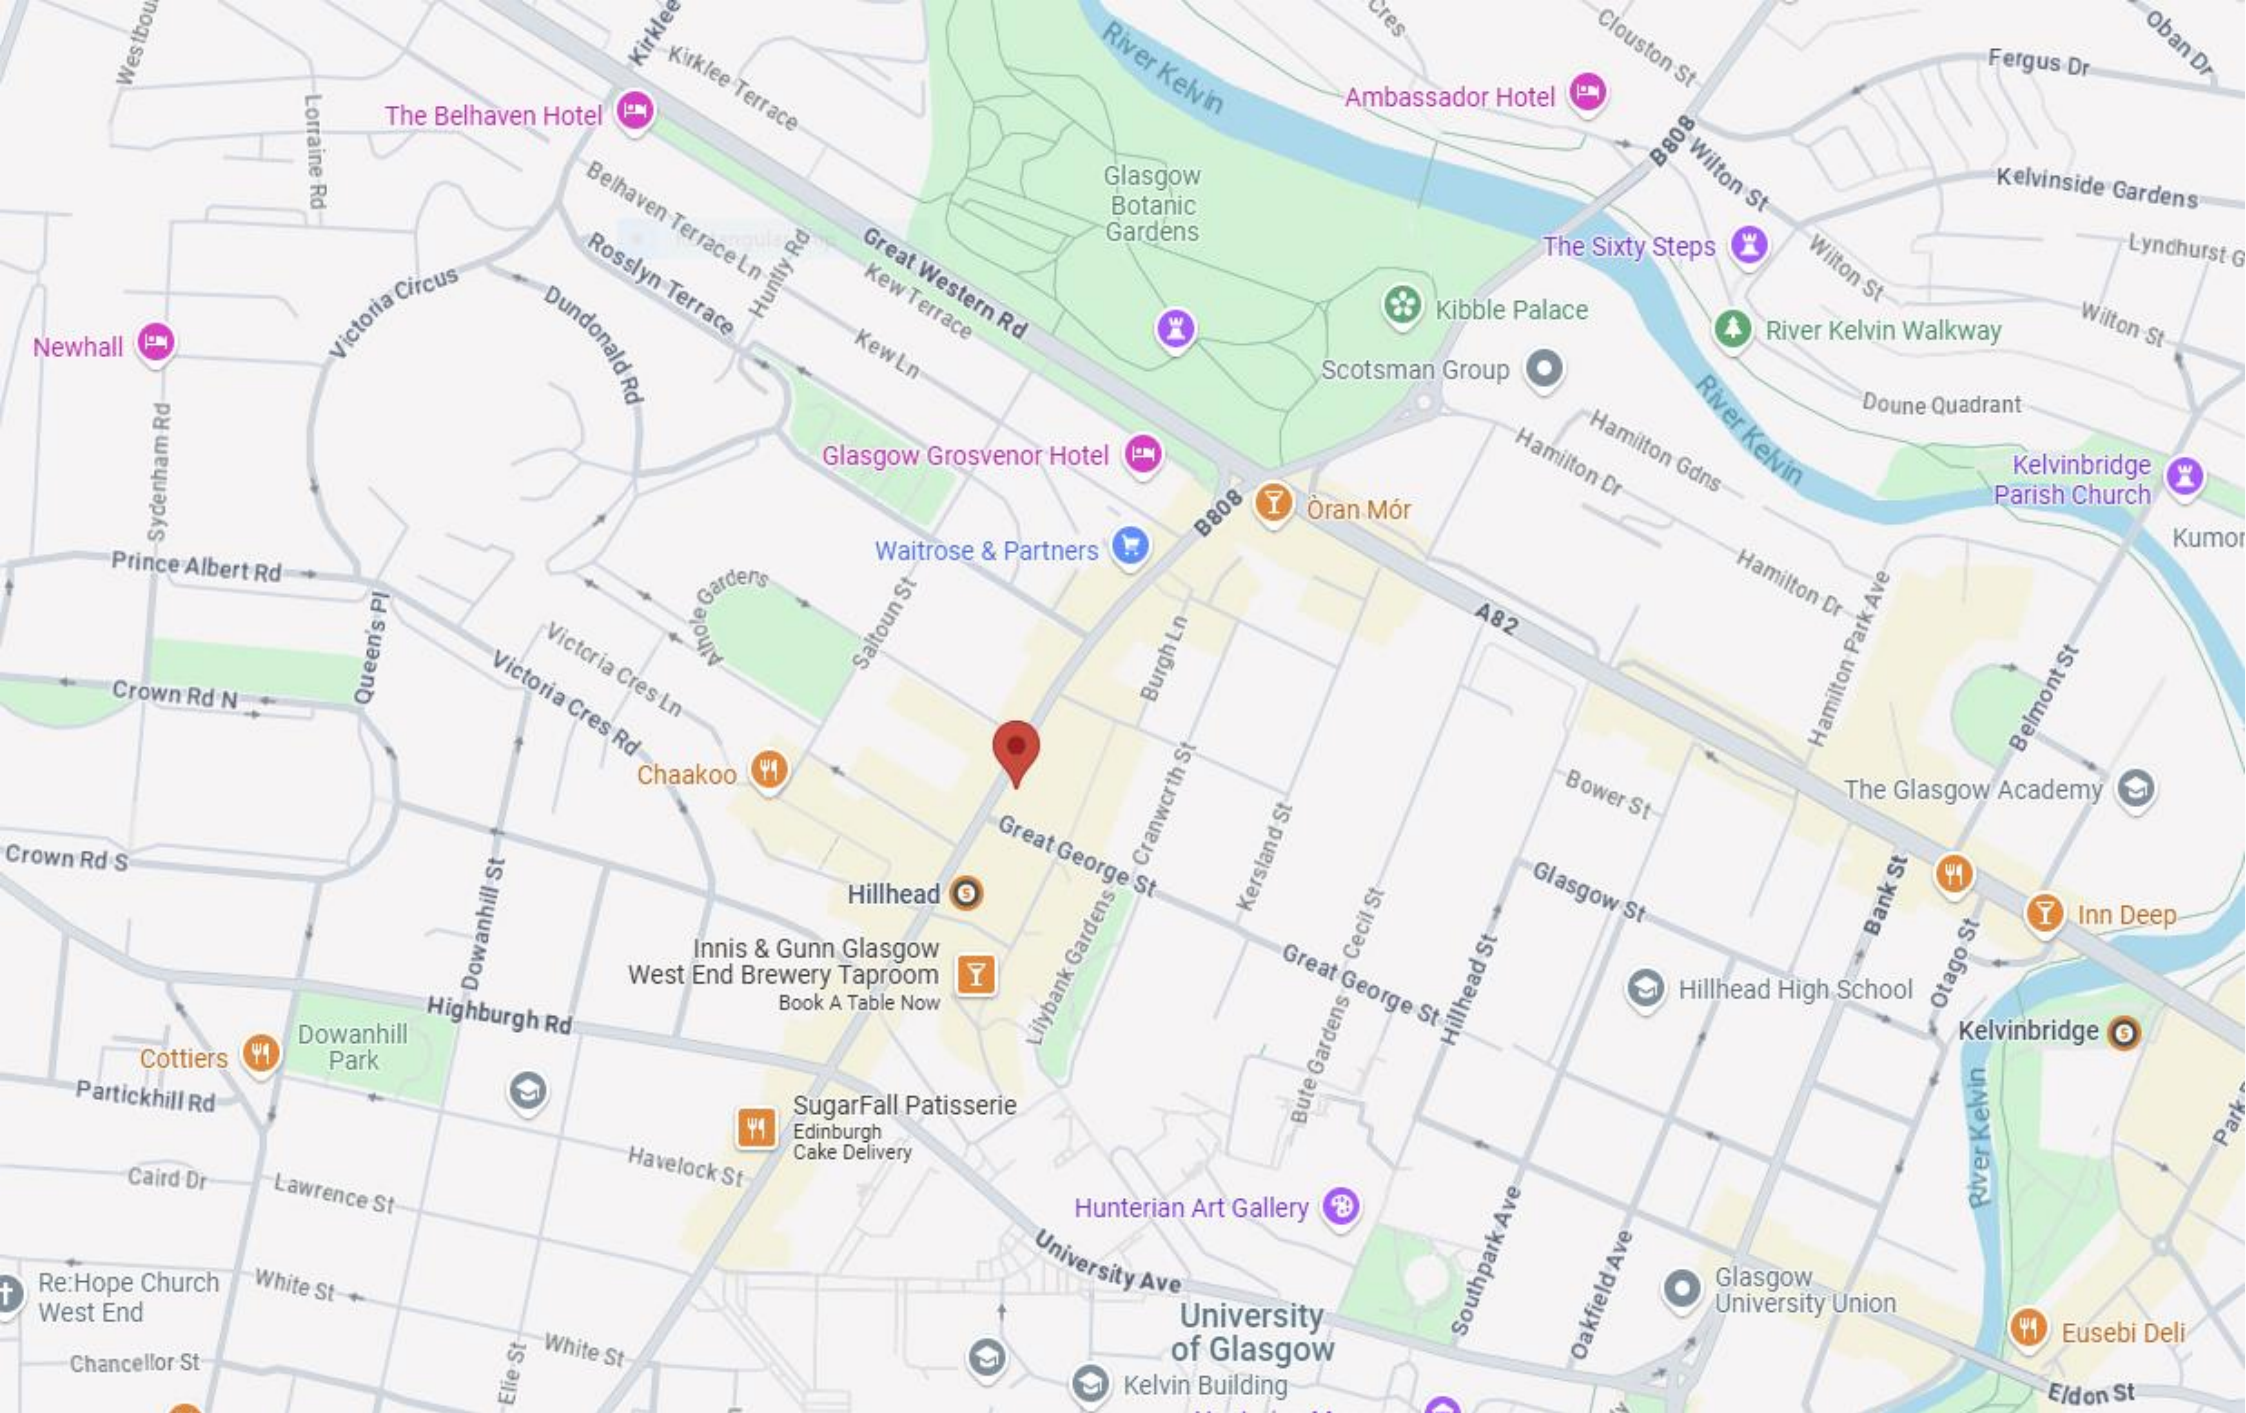 Kirklee
Cres
Clouston St
Oban Dr
River Kelvin
Kirklee Terrace
Fergus Dr
The Belhaven Hotel
Ambassador Hotel
B808
Lorraine Rd
Wilton St
Kelvinside Gardens
Glasgow
Botanic
Gardens
Belhaven Terrace Ln
Rosslyn Terrace
Huntly Rd
Great Western Rd
Kew Terrace
The Sixty Steps
Wilton St
Lyndhurst G
Victoria Circus
Dundonald Rd
Kibble Palace
River Kelvin Walkway
Wilton St
Newhall
Kew Ln
Scotsman Group
Doune Quadrant
Sydenham Rd
River Kelvin
Hamilton Gdns
Hamilton Dr
Glasgow Grosvenor Hotel
Kelvinbridge
Parish Church
B808
Òran Mór
Waitrose & Partners
Kumor
Prince Albert Rd
Athole Gardens
Saltoun St
Hamilton Dr
Hamilton Park Ave
A82
Queen's Pl
Victoria Cres Ln
Victoria Cres Rd
Burgh Ln
Belmont St
Crown Rd N
Chaakoo
Cranworth St
Bower St
The Glasgow Academy
Great George St
Kersland St
Crown Rd S
Dowanhill St
Hillhead
Glasgow St
Bank St
Inn Deep
Lilybank Gardens
Cecil St
Great George St
Hillhead St
Otago St
Innis & Gunn Glasgow
West End Brewery Taproom
Book A Table Now
Hillhead High School
Highburgh Rd
Dowanhill
Park
Cottiers
Kelvinbridge
Bute Gardens
Partickhill Rd
SugarFall Patisserie
Edinburgh
Cake Delivery
River Kelvin
Havelock St
Caird Dr
Lawrence St
Hunterian Art Gallery
University Ave
Southpark Ave
Oakfield Ave
Re:Hope Church
West End
White St
Glasgow
University Union
University
of Glasgow
White St
Eusebi Deli
Chancellor St
Elie St
Kelvin Building
Eldon St